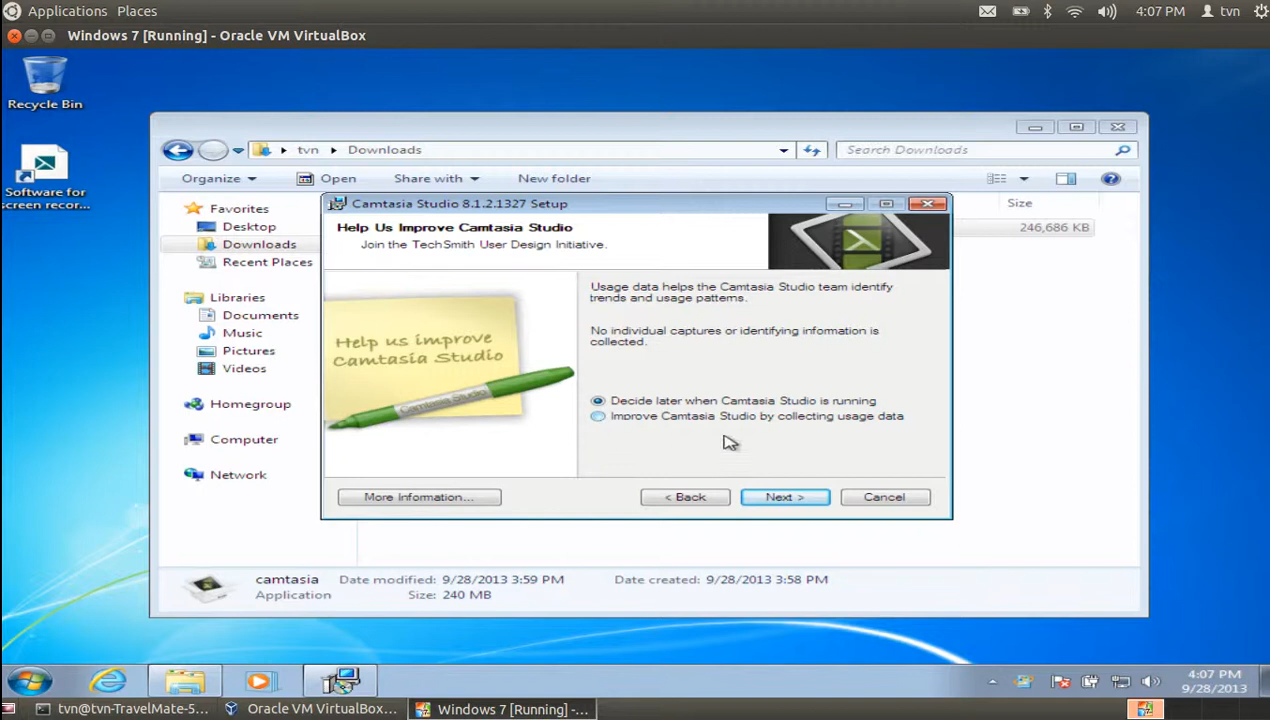 Applications Places
4:07 PM tvn
Windows 7 [Running] - Oracle VM VirtualBox
Recycle Bin
Software for
screen recor...
tvn Downloads
Search Downloads
Organize Open Share with New folder
Favorites
Desktop
Downloads
Recent Places
Libraries
Documents
Music
Pictures
Videos
Homegroup
Computer
Network
Size
246,686 KB
Camtasia Studio 8.1.2.1327 Setup
Help Us Improve Camtasia Studio
Join the TechSmith User Design Initiative.
Help us improve
Camtasia Studio
Camtasia Studio
Usage data helps the Camtasia Studio team identify
trends and usage patterns.
No individual captures or identifying information is
collected.
Decide later when Camtasia Studio is running
Improve Camtasia Studio by collecting usage data
More Information... < Back Next > Cancel
camtasia Date modified: 9/28/2013 3:59 PM Date created: 9/28/2013 3:58 PM
Application Size: 240 MB
4:07 PM
9/28/2013
tvn@tvn-TravelMate-5... Oracle VM VirtualBox... Windows 7 [Running] -...